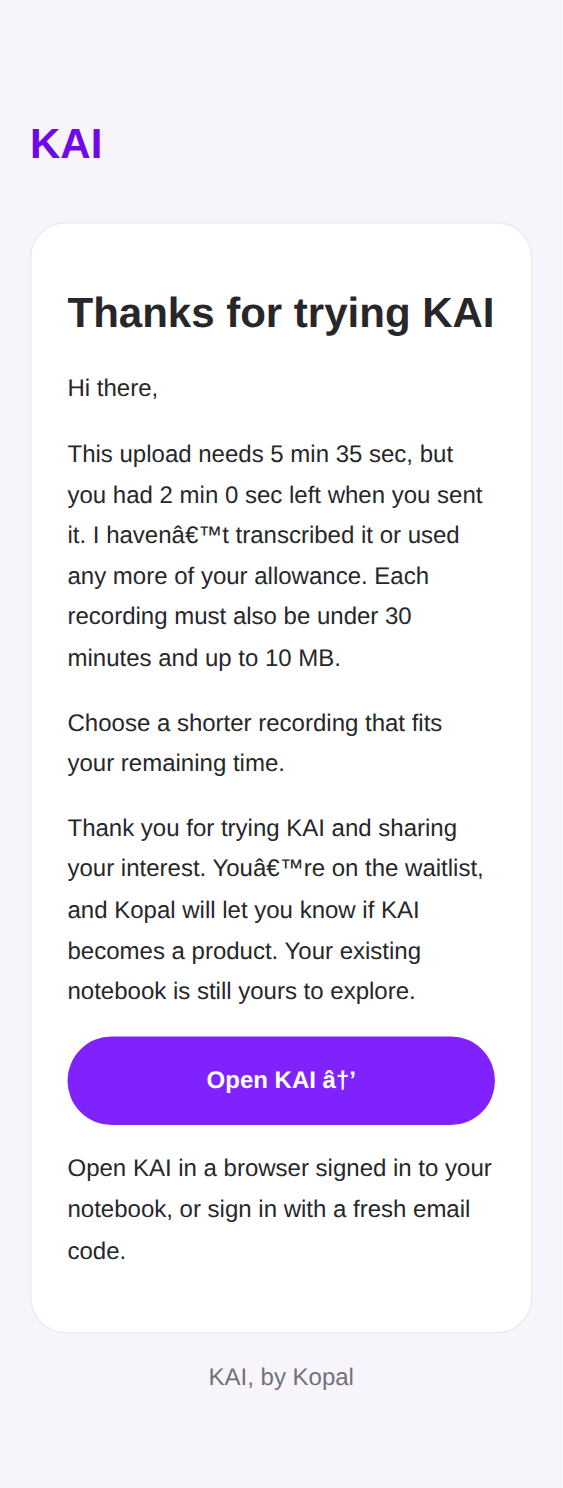 KAI
Thanks for trying KAI
Hi there,
This upload needs 5 min 35 sec, but
you had 2 min 0 sec left when you sent
it. I havenâ€™t transcribed it or used
any more of your allowance. Each
recording must also be under 30
minutes and up to 10 MB.
Choose a shorter recording that fits
your remaining time.
Thank you for trying KAI and sharing
your interest. Youâ€™re on the waitlist,
and Kopal will let you know if KAI
becomes a product. Your existing
notebook is still yours to explore.
Open KAI â†’
Open KAI in a browser signed in to your
notebook, or sign in with a fresh email
code.
KAI, by Kopal